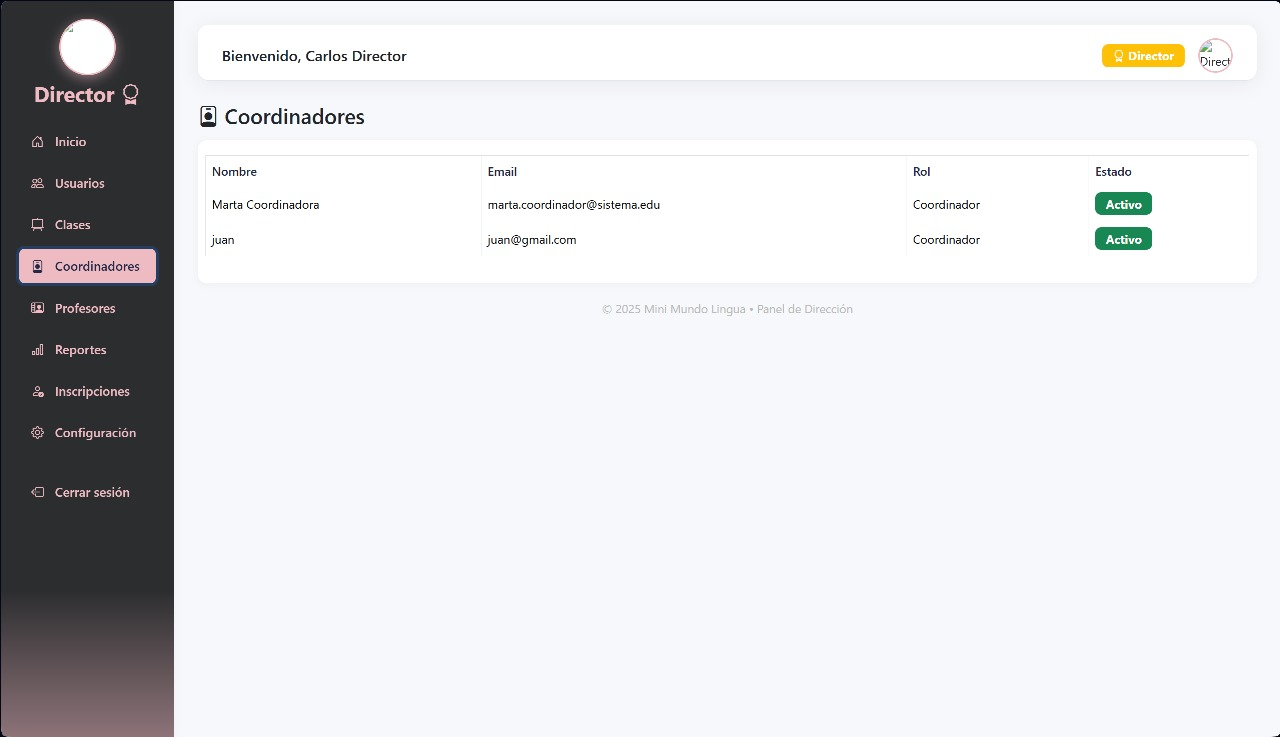 Director
Inicio
Usuarios
Clases
Coordinadores
Profesores
Reportes
Inscripciones
Configuración
Cerrar sesión
Bienvenido, Carlos Director
Director
Direct
Coordinadores
Nombre Email Rol Estado
Marta Coordinadora marta.coordinador@sistema.edu Coordinador Activo
juan juan@gmail.com Coordinador Activo
© 2025 Mini Mundo Lingua • Panel de Dirección